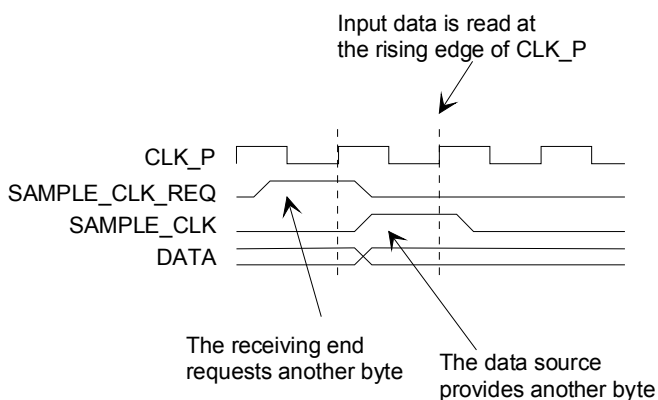 Input data is read at
the rising edge of CLK_P
CLK_P
SAMPLE_CLK_REQ
SAMPLE_CLK
DATA
The receiving end
requests another byte
The data source
provides another byte